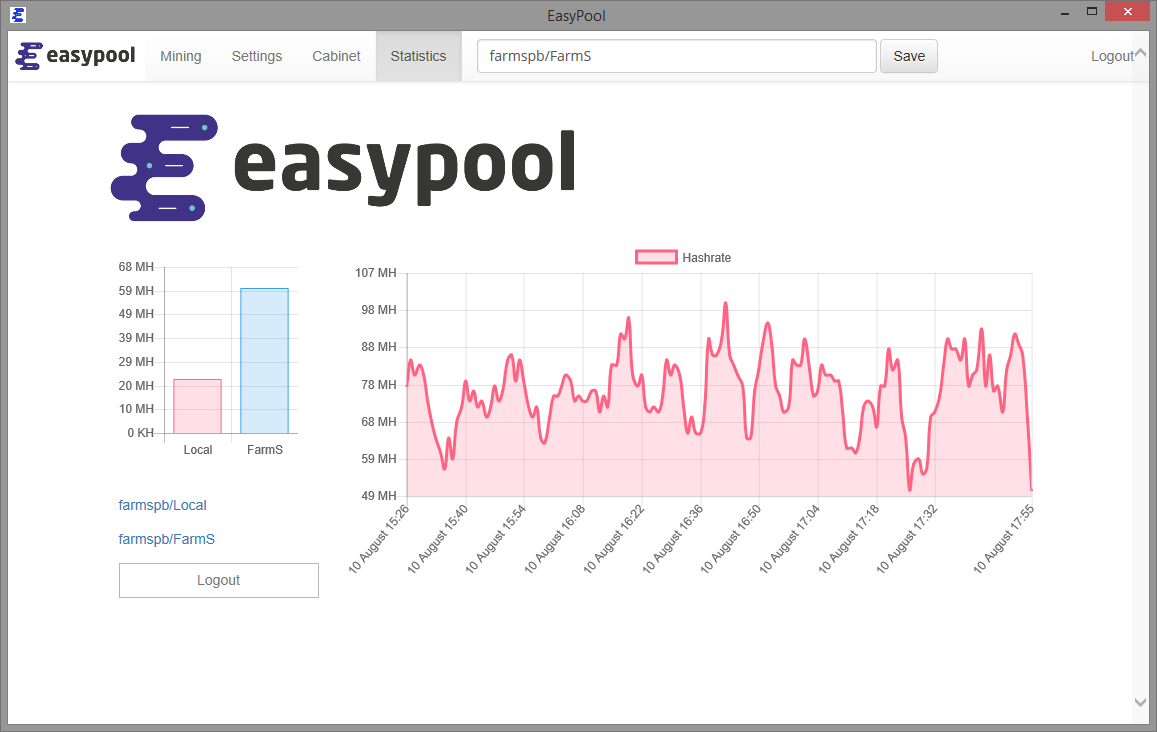 EasyPool
easypool Mining Settings Cabinet Statistics farmspb/FarmS Save Logout
easypool
Hashrate
68 MH
59 MH
49 MH
39 MH
29 MH
20 MH
10 MH
0 KH
Local FarmS
107 MH
98 MH
88 MH
78 MH
68 MH
59 MH
49 MH
10 August 15:26
10 August 15:40
10 August 15:54
10 August 16:08
10 August 16:22
10 August 16:36
10 August 16:50
10 August 17:04
10 August 17:18
10 August 17:32
10 August 17:55
farmspb/Local
farmspb/FarmS
Logout